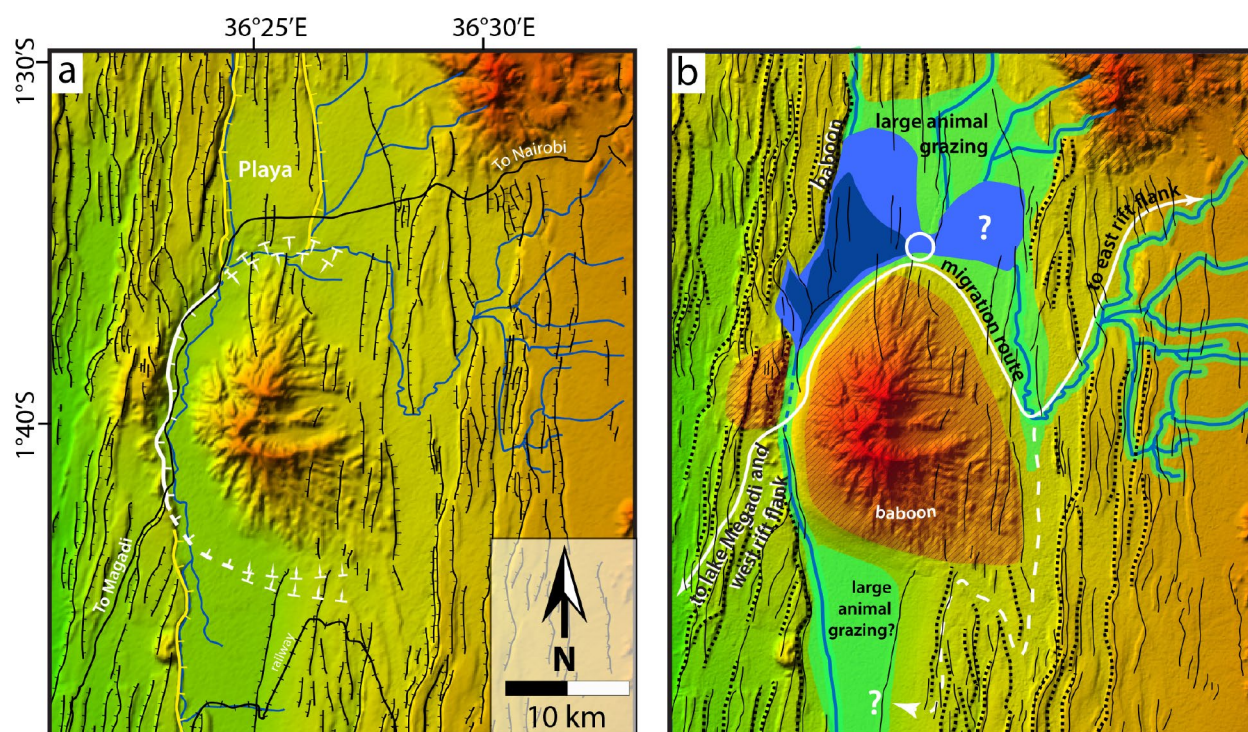 36°25′E
36°30′E
1°30′S
1°40′S
a
Playa
To Nairobi
To Magadi
railway
N
10 km
b
baboon
large animal
grazing
?
migration route
to east rift flank
to lake Megadi and
west rift flank
baboon
large
animal
grazing?
?